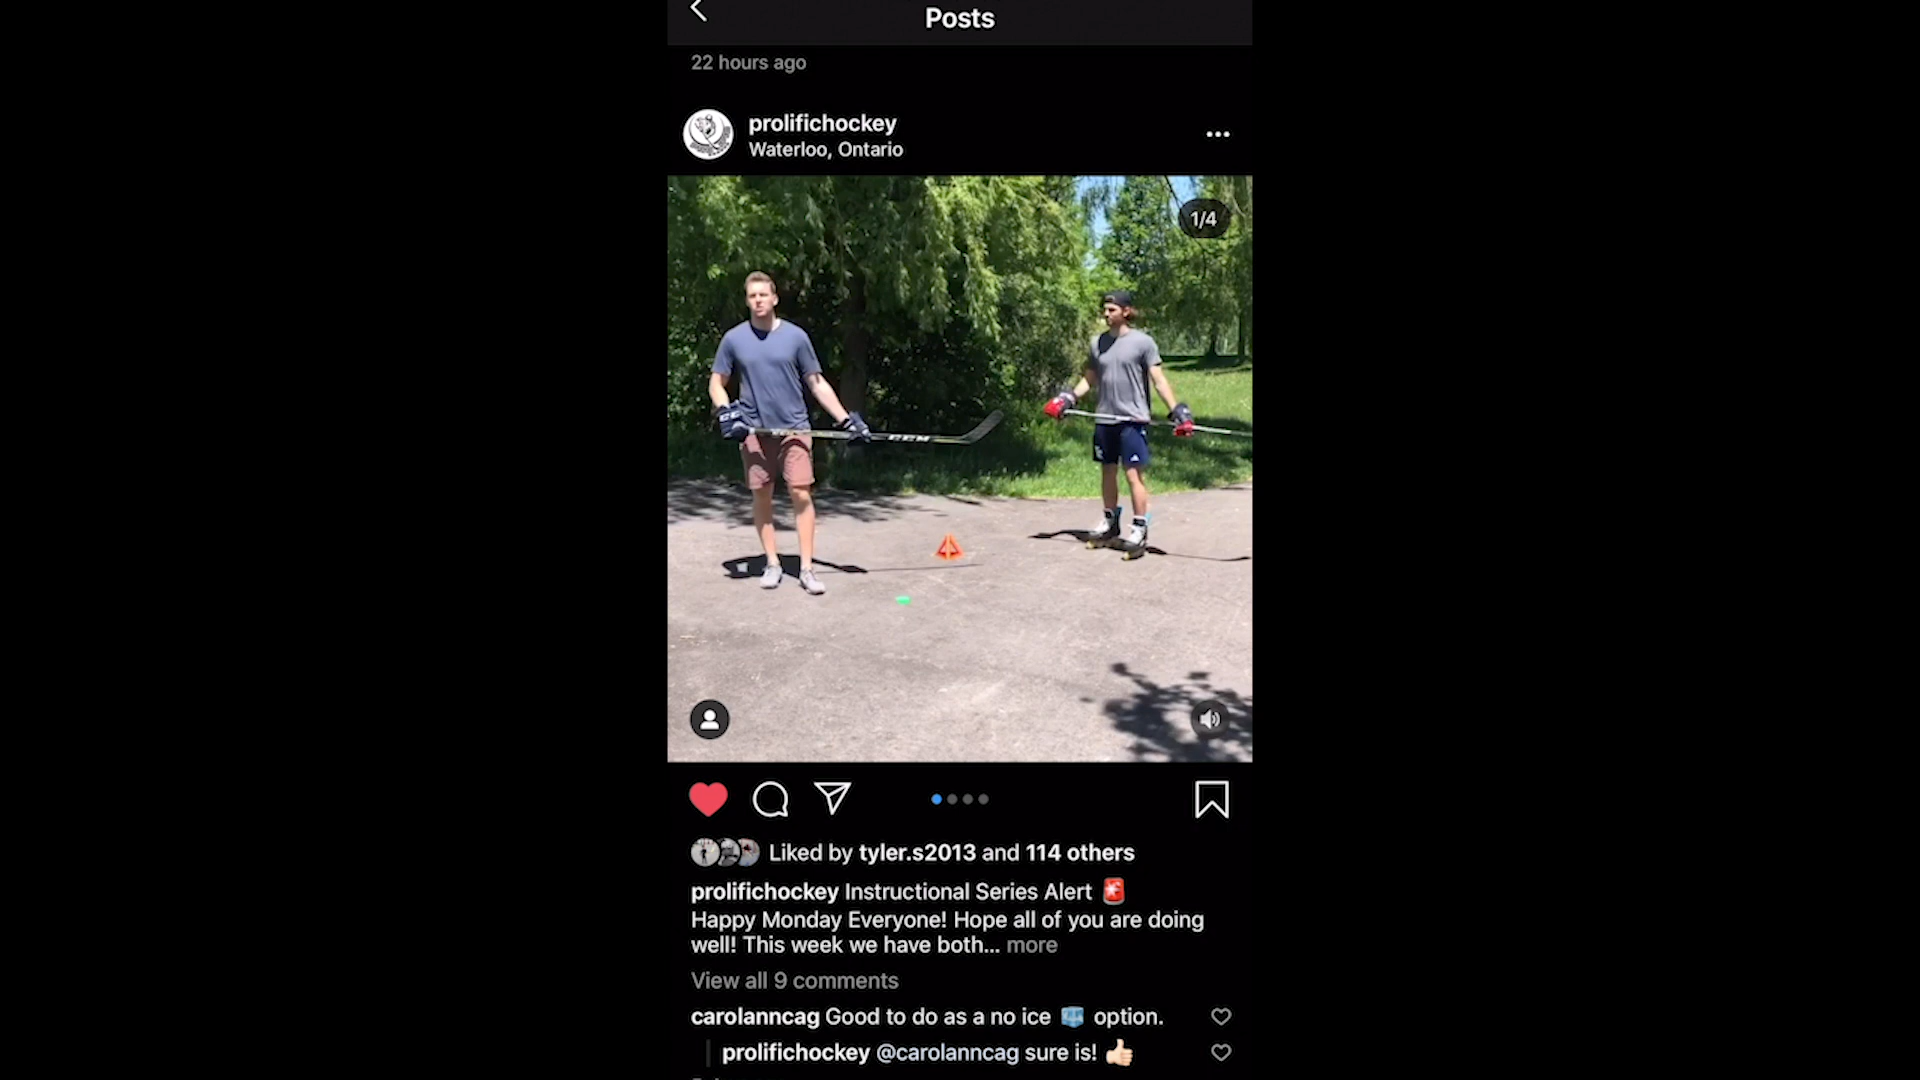 Posts
22 hours ago
prolifichockey
Waterloo, Ontario
1/4
CCM
Liked by tyler.s2013 and 114 others
prolifichockey Instructional Series Alert 🚨
Happy Monday Everyone! Hope all of you are doing
well! This week we have both... more
View all 9 comments
carolanncag Good to do as a no ice 🧊 option.
prolifichockey @carolanncag sure is! 👍🏻